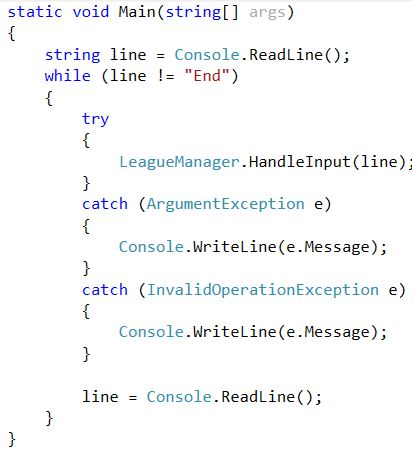 static void Main(string[] args)
{
    string line = Console.ReadLine();
    while (line != "End")
    {
        try
        {
            LeagueManager.HandleInput(line);
        }
        catch (ArgumentException e)
        {
            Console.WriteLine(e.Message);
        }
        catch (InvalidOperationException e)
        {
            Console.WriteLine(e.Message);
        }

        line = Console.ReadLine();
    }
}